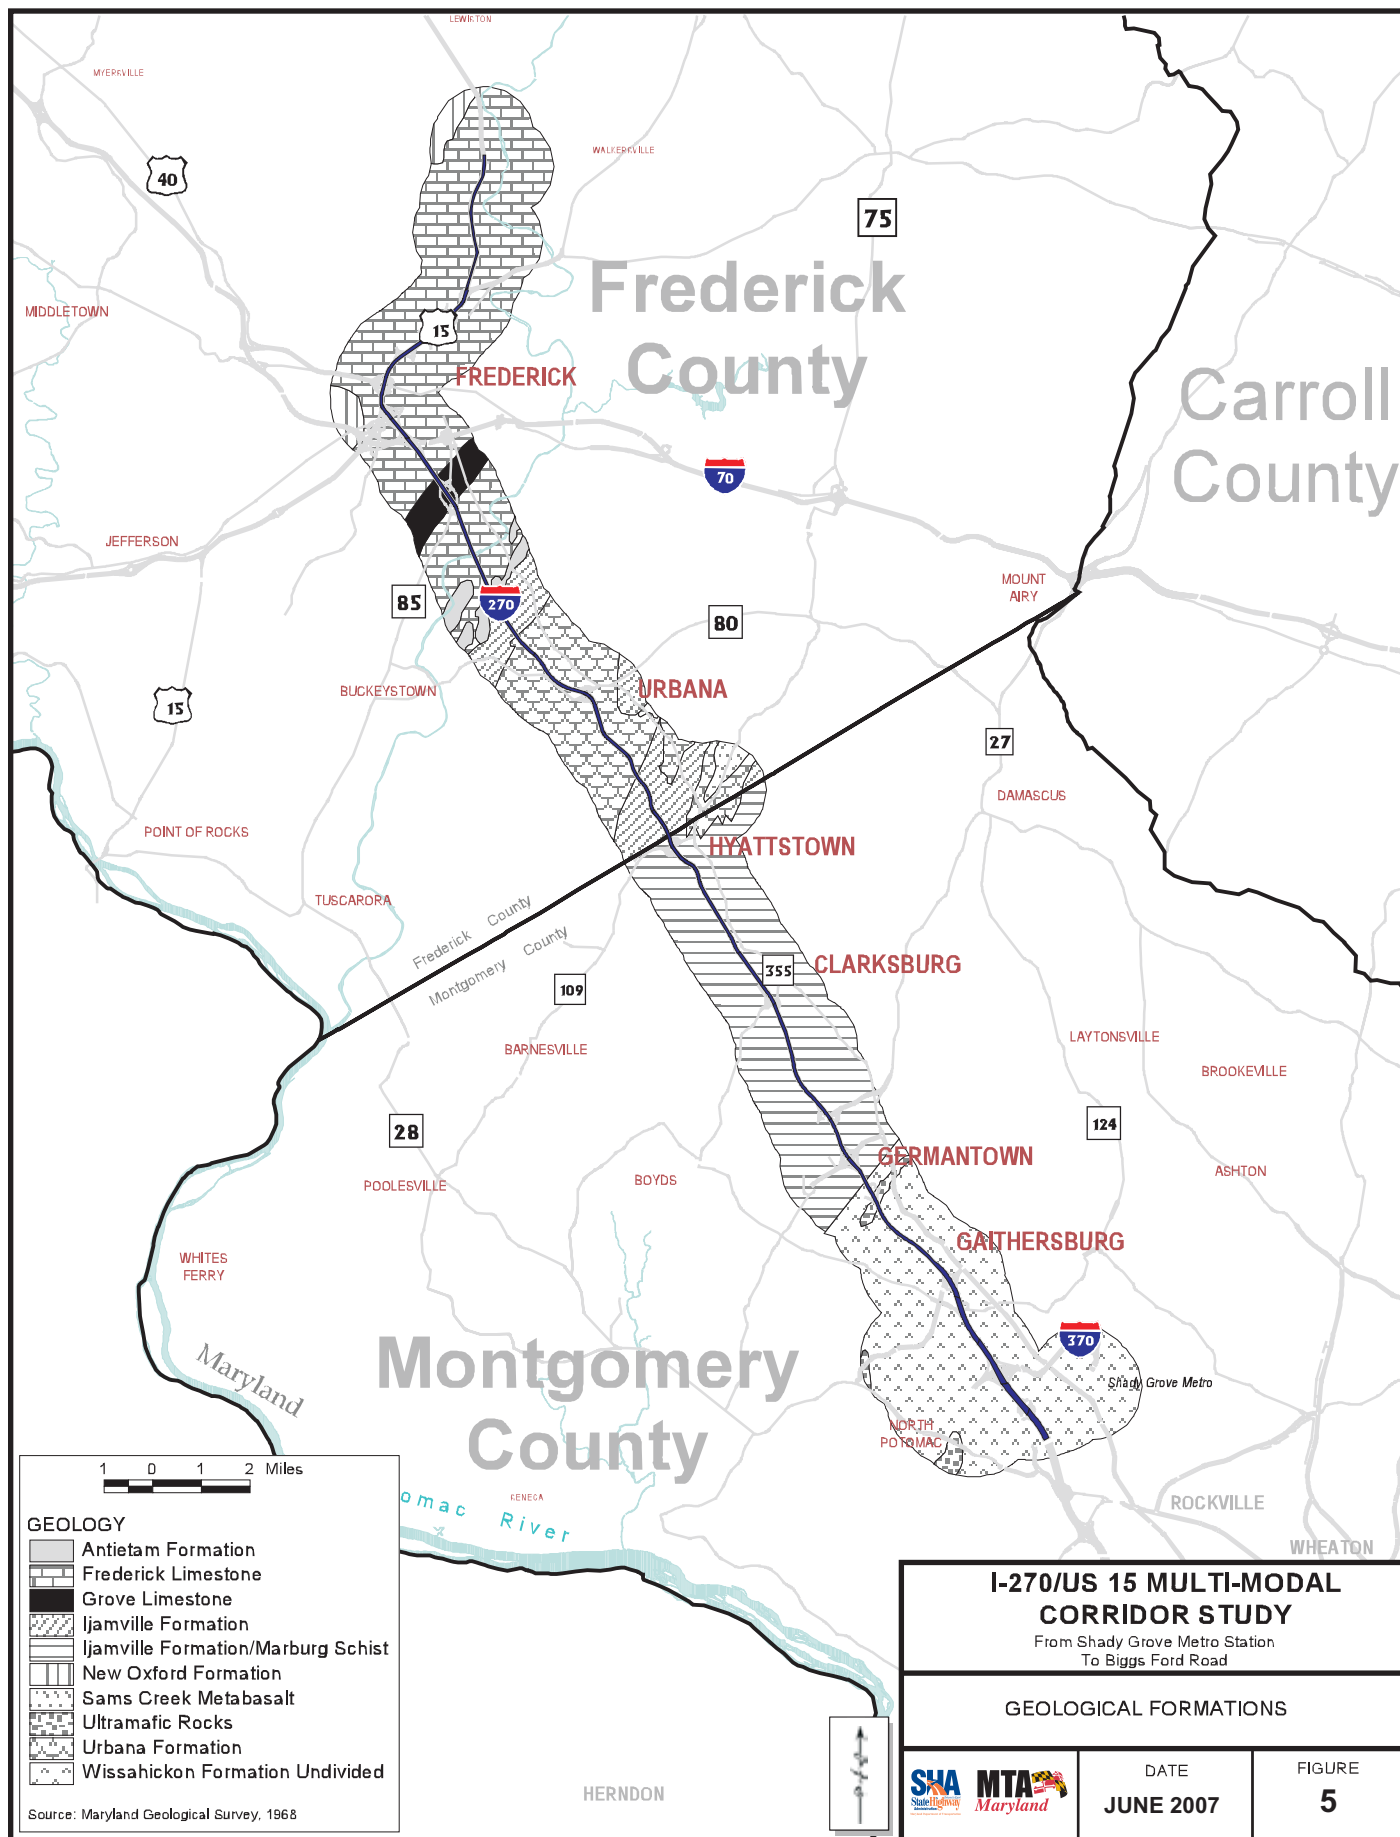 LEWISTON
MYERSVILLE
WALKERSVILLE
40
75
Frederick
County
MIDDLETOWN
15
FREDERICK
Carroll
County
70
JEFFERSON
MOUNT
AIRY
85
270
80
BUCKEYSTOWN
URBANA
15
27
DAMASCUS
POINT OF ROCKS
HYATTSTOWN
TUSCARORA
Frederick County
Montgomery County
CLARKSBURG
355
109
BARNESVILLE
LAYTONSVILLE
BROOKEVILLE
28
124
GERMANTOWN
ASHTON
POOLESVILLE
BOYDS
GAITHERSBURG
WHITES
FERRY
370
Maryland
Montgomery
County
Shady Grove Metro
NORTH
POTOMAC
SENECA
omac River
ROCKVILLE
WHEATON
HERNDON
1 0 1 2 Miles
GEOLOGY
Antietam Formation
Frederick Limestone
Grove Limestone
Ijamville Formation
Ijamville Formation/Marburg Schist
New Oxford Formation
Sams Creek Metabasalt
Ultramafic Rocks
Urbana Formation
Wissahickon Formation Undivided
Source: Maryland Geological Survey, 1968
I-270/US 15 MULTI-MODAL
CORRIDOR STUDY
From Shady Grove Metro Station
To Biggs Ford Road
GEOLOGICAL FORMATIONS
SHA
State Highway
Administration
MTA
Maryland
DATE
JUNE 2007
FIGURE
5